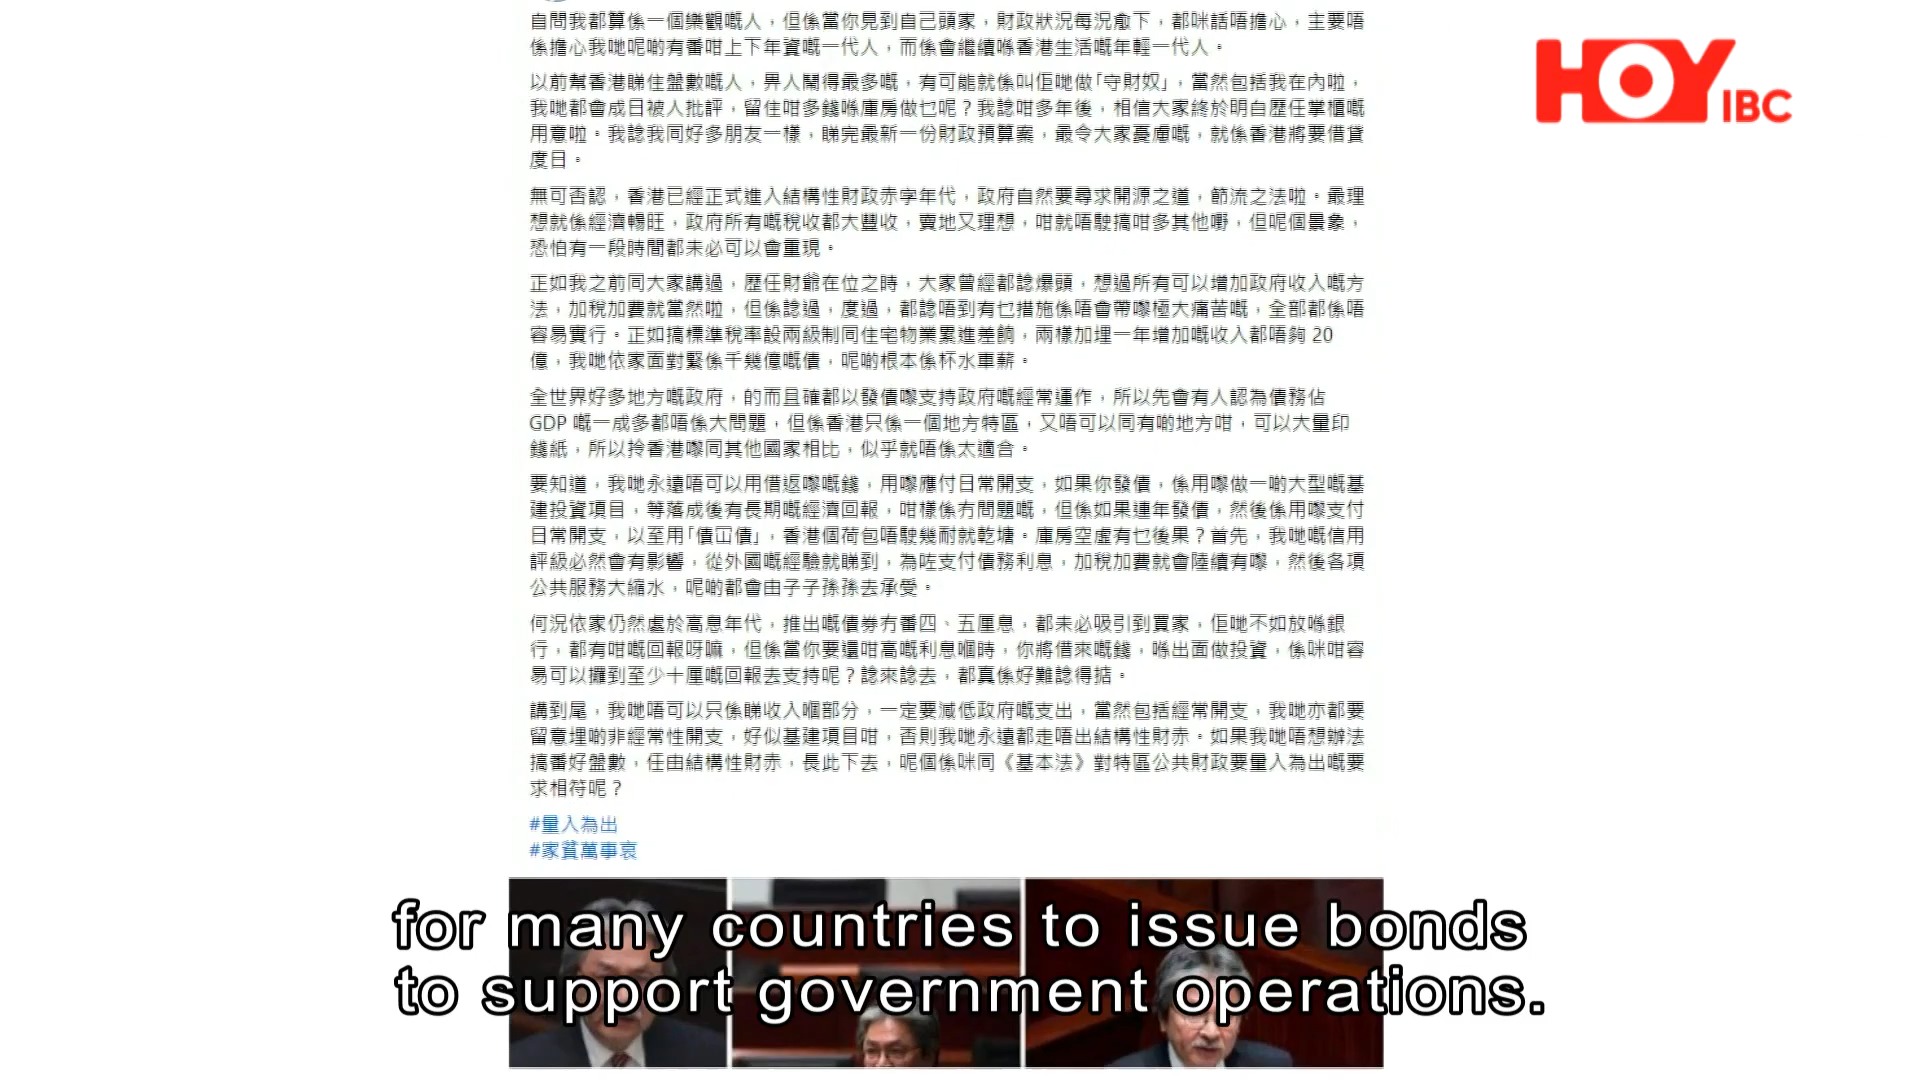 自問我都算係一個樂觀嘅人，但係當你見到自己頭家，財政狀況每況愈下，都咪話唔擔心，主要唔
係擔心我哋呢啲有番咁上下年資嘅一代人，而係會繼續喺香港生活嘅年輕一代人。
以前幫香港睇住盤數嘅人，畀人鬧得最多嘅，有可能就係叫佢哋做「守財奴」，當然包括我在內啦，
我哋都會成日被人批評，留住咁多錢喺庫房做乜呢？我諗咁多年後，相信大家終於明白歷任掌櫃嘅
用意啦。我諗我同好多朋友一樣，睇完最新一份財政預算案，最令大家憂慮嘅，就係香港將要借貸
度日。
無可否認，香港已經正式進入結構性財政赤字年代，政府自然要尋求開源之道，節流之法啦。最理
想就係經濟暢旺，政府所有嘅稅收都大豐收，賣地又理想，咁就唔駛搞咁多其他嘢，但呢個景象，
恐怕有一段時間都未必可以會重現。
正如我之前同大家講過，歷任財爺在位之時，大家曾經都諗爆頭，想過所有可以增加政府收入嘅方
法，加稅加費就當然啦，但係諗過，度過，都諗唔到有乜措施係唔會帶嚟極大痛苦嘅，全部都係唔
容易實行。正如搞標準稅率設兩級制同住宅物業累進差餉，兩樣加埋一年增加嘅收入都唔夠 20
億，我哋依家面對緊係千幾億嘅債，呢啲根本係杯水車薪。
全世界好多地方嘅政府，的而且確都以發債嚟支持政府嘅經常運作，所以先會有人認為債務佔
GDP 嘅一成多都唔係大問題，但係香港只係一個地方特區，又唔可以同有啲地方咁，可以大量印
錢紙，所以拎香港嚟同其他國家相比，似乎就唔係太適合。
要知道，我哋永遠唔可以用借返嚟嘅錢，用嚟應付日常開支，如果你發債，係用嚟做一啲大型嘅基
建投資項目，等落成後有長期嘅經濟回報，咁樣係冇問題嘅，但係如果連年發債，然後係用嚟支付
日常開支，以至用「債冚債」，香港個荷包唔駛幾耐就乾塘。庫房空虛有乜後果？首先，我哋嘅信用
評級必然會有影響，從外國嘅經驗就睇到，為咗支付債務利息，加稅加費就會陸續有嚟，然後各項
公共服務大縮水，呢啲都會由子子孫孫去承受。
何況依家仍然處於高息年代，推出嘅債券冇番四、五厘息，都未必吸引到買家，佢哋不如放喺銀
行，都有咁嘅回報呀嘛，但係當你要還咁高嘅利息嗰時，你將借來嘅錢，喺出面做投資，係咪咁容
易可以攞到至少十厘嘅回報去支持呢？諗來諗去，都真係好難諗得掂。
講到尾，我哋唔可以只係睇收入嗰部分，一定要減低政府嘅支出，當然包括經常開支，我哋亦都要
留意埋啲非經常性開支，好似基建項目咁，否則我哋永遠都走唔出結構性財赤。如果我哋唔想辦法
搞番好盤數，任由結構性財赤，長此下去，呢個係咪同《基本法》對特區公共財政要量入為出嘅要
求相符呢？
#量入為出
#家貧萬事哀
for many countries to issue bonds
to support government operations.
HOY IBC